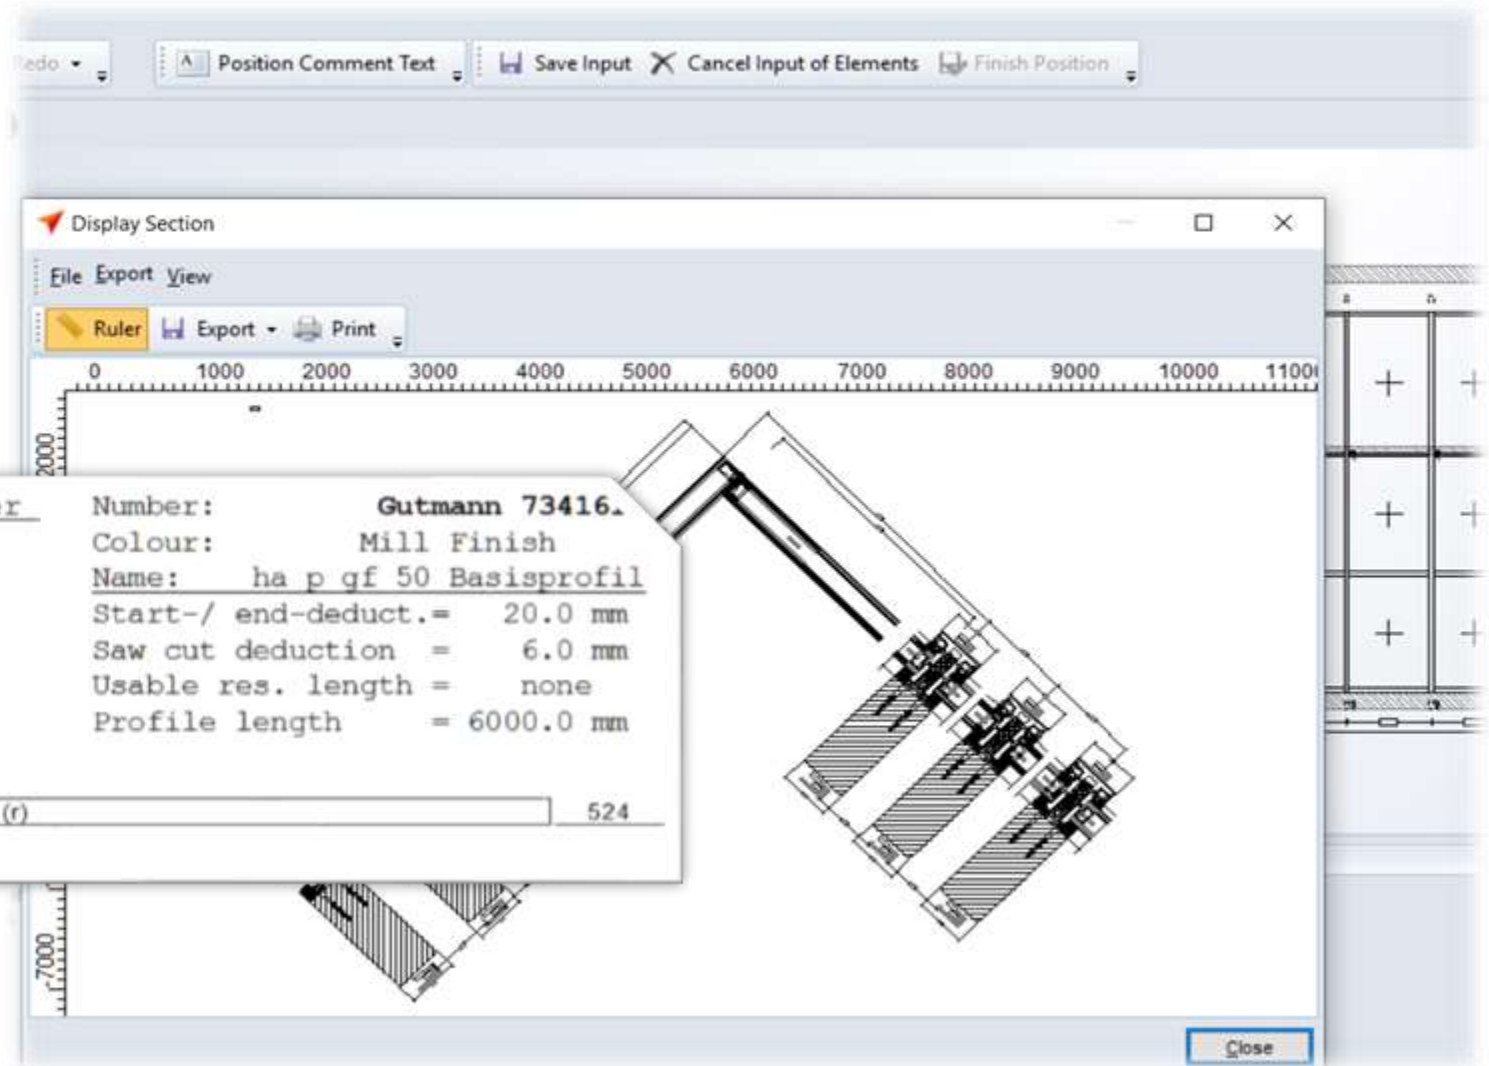 Position Comment Text Save Input Cancel Input of Elements Finish Position
Display Section
File Export View
Ruler Export Print
0 1000 2000 3000 4000 5000 6000 7000 8000 9000 10000 1100
2000
Number: Gutmann 73416
Colour: Mill Finish
Name: ha p gf 50 Basisprofil
Start-/ end-deduct.= 20.0 mm
Saw cut deduction = 6.0 mm
Usable res. length = none
Profile length = 6000.0 mm
(r) 524
-7000
Close